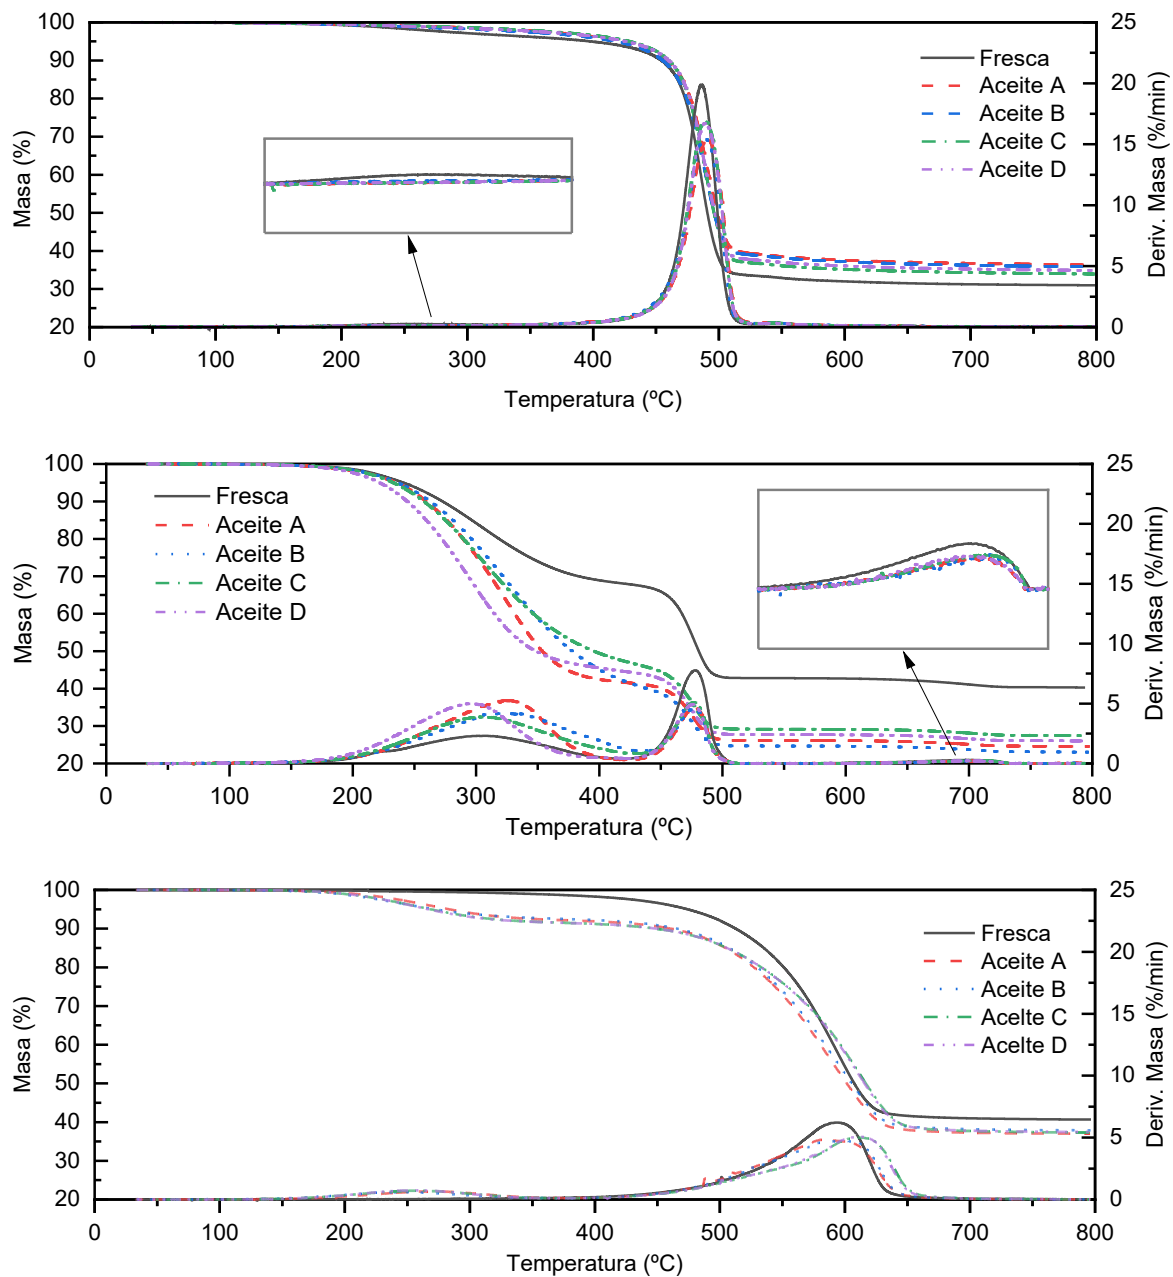 100
90
80
70
60
50
40
30
20
Masa (%)
25
20
15
10
5
0
Deriv. Masa (%/min)
Fresca
Aceite A
Aceite B
Aceite C
Aceite D
0 100 200 300 400 500 600 700 800
Temperatura (ºC)
100
90
80
70
60
50
40
30
20
Masa (%)
25
20
15
10
5
0
Deriv. Masa (%/min)
Fresca
Aceite A
Aceite B
Aceite C
Aceite D
0 100 200 300 400 500 600 700 800
Temperatura (ºC)
100
90
80
70
60
50
40
30
20
Masa (%)
25
20
15
10
5
0
Deriv. Masa (%/min)
Fresca
Aceite A
Aceite B
Acelte C
Acelte D
0 100 200 300 400 500 600 700 800
Temperatura (ºC)